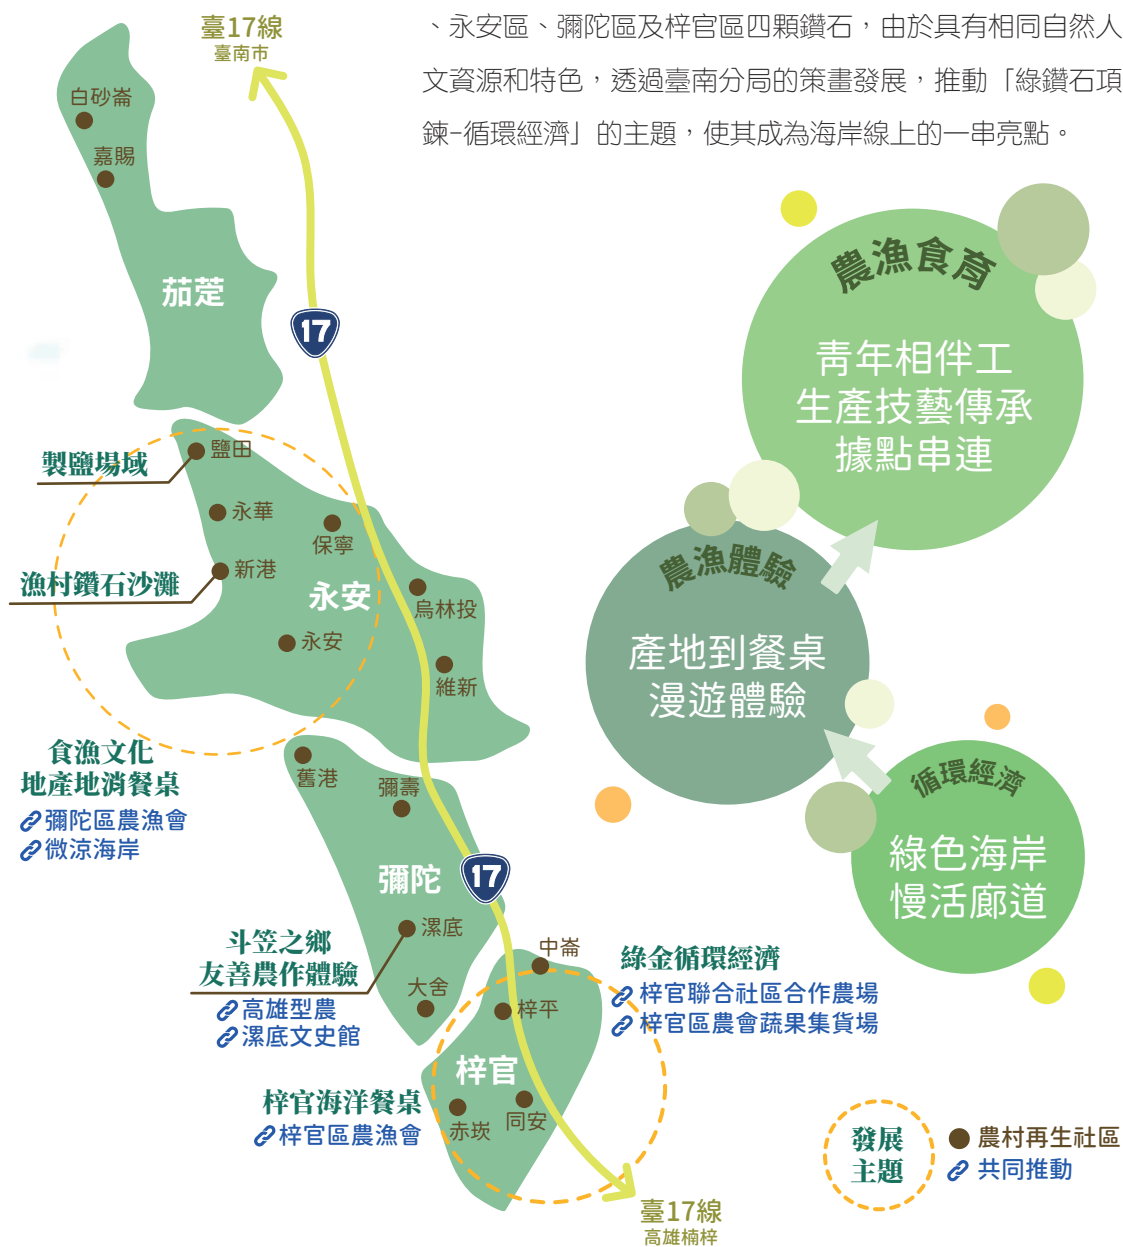 、永安區、彌陀區及梓官區四顆鑽石，由於具有相同自然人
文資源和特色，透過臺南分局的策畫發展，推動「綠鑽石項
鍊-循環經濟」的主題，使其成為海岸線上的一串亮點。
臺17線
臺南市
白砂崙
嘉賜
茄萣
17
製鹽場域
鹽田
永華
保寧
漁村鑽石沙灘
新港
永安
烏林投
永安
維新
食漁文化
地產地消餐桌
彌陀區農漁會
微涼海岸
舊港
彌壽
彌陀
17
漯底
斗笠之鄉
友善農作體驗
高雄型農
漯底文史館
大舍
中崙
梓平
綠金循環經濟
梓官聯合社區合作農場
梓官區農會蔬果集貨場
梓官
梓官海洋餐桌
梓官區農漁會
赤崁
同安
臺17線
高雄楠梓
農漁食育
青年相伴工
生產技藝傳承
據點串連
農漁體驗
產地到餐桌
漫遊體驗
循環經濟
綠色海岸
慢活廊道
發展
主題
農村再生社區
共同推動